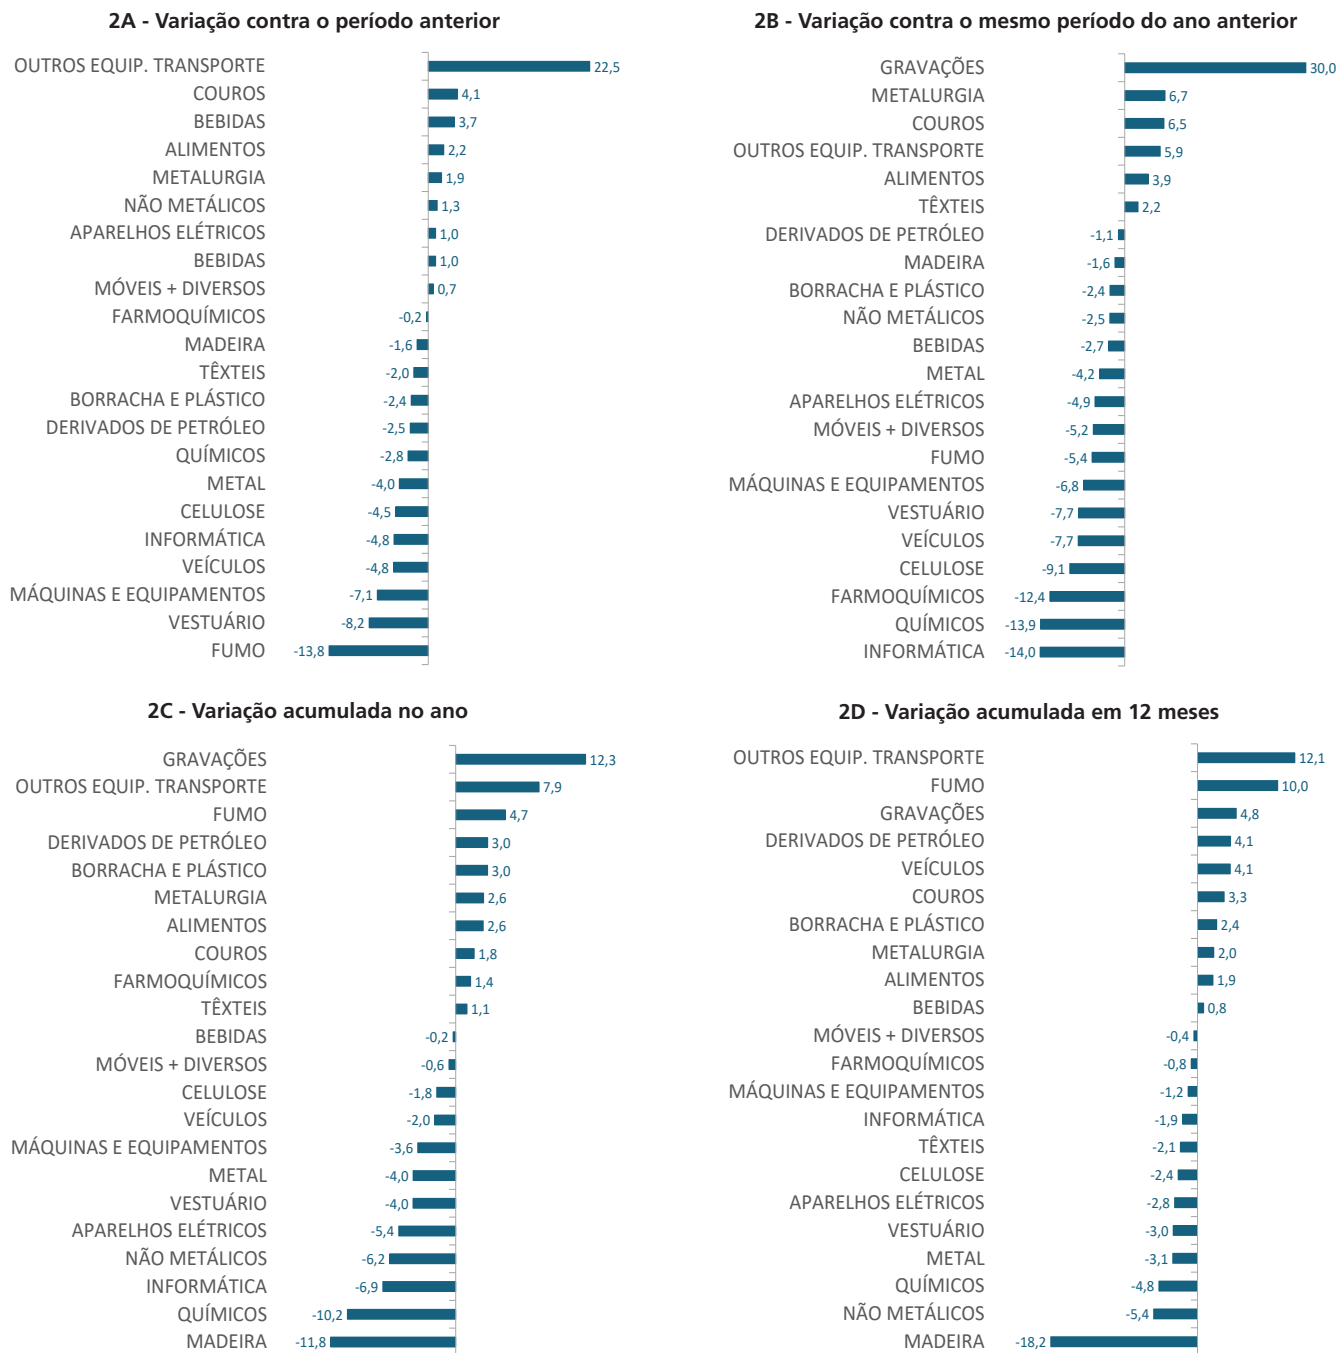 2A - Variação contra o período anterior
OUTROS EQUIP. TRANSPORTE 22,5
COUROS 4,1
BEBIDAS 3,7
ALIMENTOS 2,2
METALURGIA 1,9
NÃO METÁLICOS 1,3
APARELHOS ELÉTRICOS 1,0
BEBIDAS 1,0
MÓVEIS + DIVERSOS 0,7
FARMOQUÍMICOS -0,2
MADEIRA -1,6
TÊXTEIS -2,0
BORRACHA E PLÁSTICO -2,4
DERIVADOS DE PETRÓLEO -2,5
QUÍMICOS -2,8
METAL -4,0
CELULOSE -4,5
INFORMÁTICA -4,8
VEÍCULOS -4,8
MÁQUINAS E EQUIPAMENTOS -7,1
VESTUÁRIO -8,2
FUMO -13,8
2B - Variação contra o mesmo período do ano anterior
GRAVAÇÕES 30,0
METALURGIA 6,7
COUROS 6,5
OUTROS EQUIP. TRANSPORTE 5,9
ALIMENTOS 3,9
TÊXTEIS 2,2
DERIVADOS DE PETRÓLEO -1,1
MADEIRA -1,6
BORRACHA E PLÁSTICO -2,4
NÃO METÁLICOS -2,5
BEBIDAS -2,7
METAL -4,2
APARELHOS ELÉTRICOS -4,9
MÓVEIS + DIVERSOS -5,2
FUMO -5,4
MÁQUINAS E EQUIPAMENTOS -6,8
VESTUÁRIO -7,7
VEÍCULOS -7,7
CELULOSE -9,1
FARMOQUÍMICOS -12,4
QUÍMICOS -13,9
INFORMÁTICA -14,0
2C - Variação acumulada no ano
GRAVAÇÕES 12,3
OUTROS EQUIP. TRANSPORTE 7,9
FUMO 4,7
DERIVADOS DE PETRÓLEO 3,0
BORRACHA E PLÁSTICO 3,0
METALURGIA 2,6
ALIMENTOS 2,6
COUROS 1,8
FARMOQUÍMICOS 1,4
TÊXTEIS 1,1
BEBIDAS -0,2
MÓVEIS + DIVERSOS -0,6
CELULOSE -1,8
VEÍCULOS -2,0
MÁQUINAS E EQUIPAMENTOS -3,6
METAL -4,0
VESTUÁRIO -4,0
APARELHOS ELÉTRICOS -5,4
NÃO METÁLICOS -6,2
INFORMÁTICA -6,9
QUÍMICOS -10,2
MADEIRA -11,8
2D - Variação acumulada em 12 meses
OUTROS EQUIP. TRANSPORTE 12,1
FUMO 10,0
GRAVAÇÕES 4,8
DERIVADOS DE PETRÓLEO 4,1
VEÍCULOS 4,1
COUROS 3,3
BORRACHA E PLÁSTICO 2,4
METALURGIA 2,0
ALIMENTOS 1,9
BEBIDAS 0,8
MÓVEIS + DIVERSOS -0,4
FARMOQUÍMICOS -0,8
MÁQUINAS E EQUIPAMENTOS -1,2
INFORMÁTICA -1,9
TÊXTEIS -2,1
CELULOSE -2,4
APARELHOS ELÉTRICOS -2,8
VESTUÁRIO -3,0
METAL -3,1
QUÍMICOS -4,8
NÃO METÁLICOS -5,4
MADEIRA -18,2